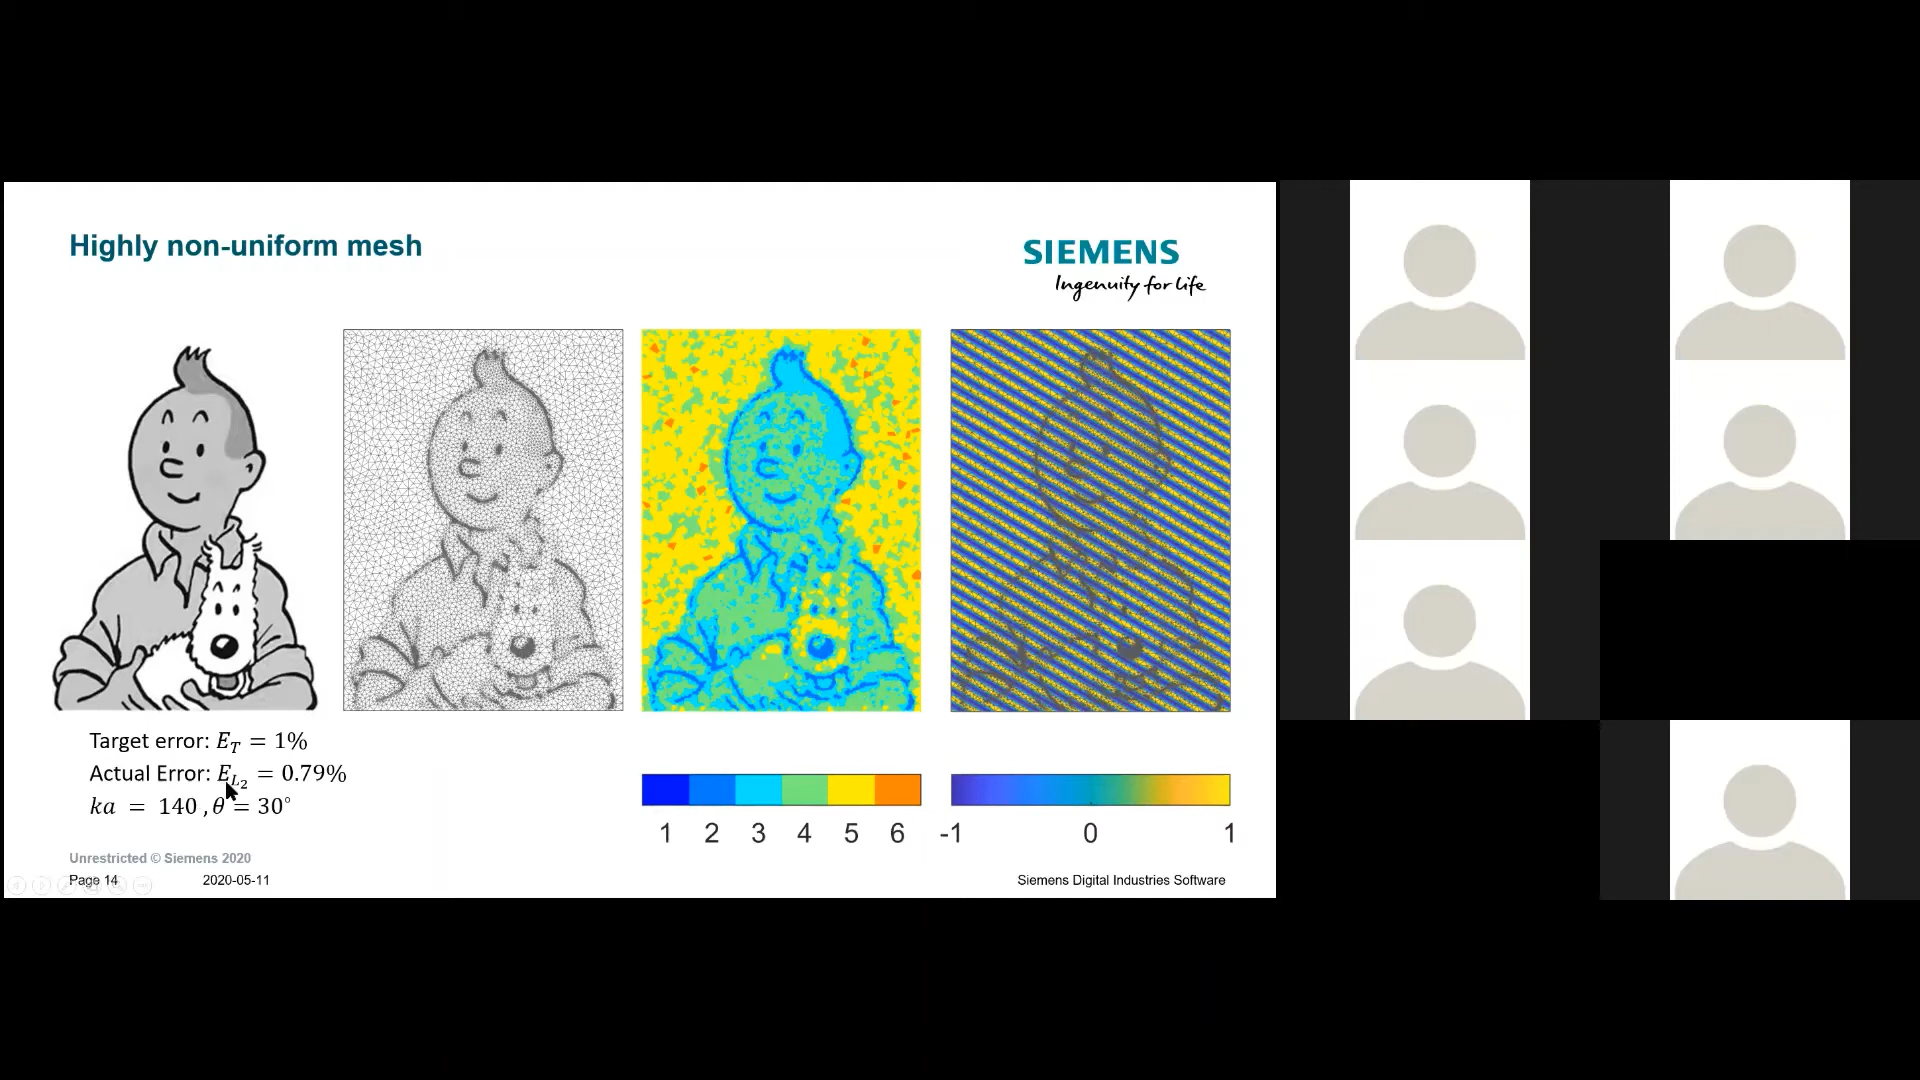 Highly non-uniform mesh
SIEMENS
Ingenuity for life
Target error: E_T = 1%
Actual Error: E_{L_2} = 0.79%
ka = 140 , θ = 30°
1 2 3 4 5 6
-1 0 1
Unrestricted © Siemens 2020
Page 14 2020-05-11
Siemens Digital Industries Software